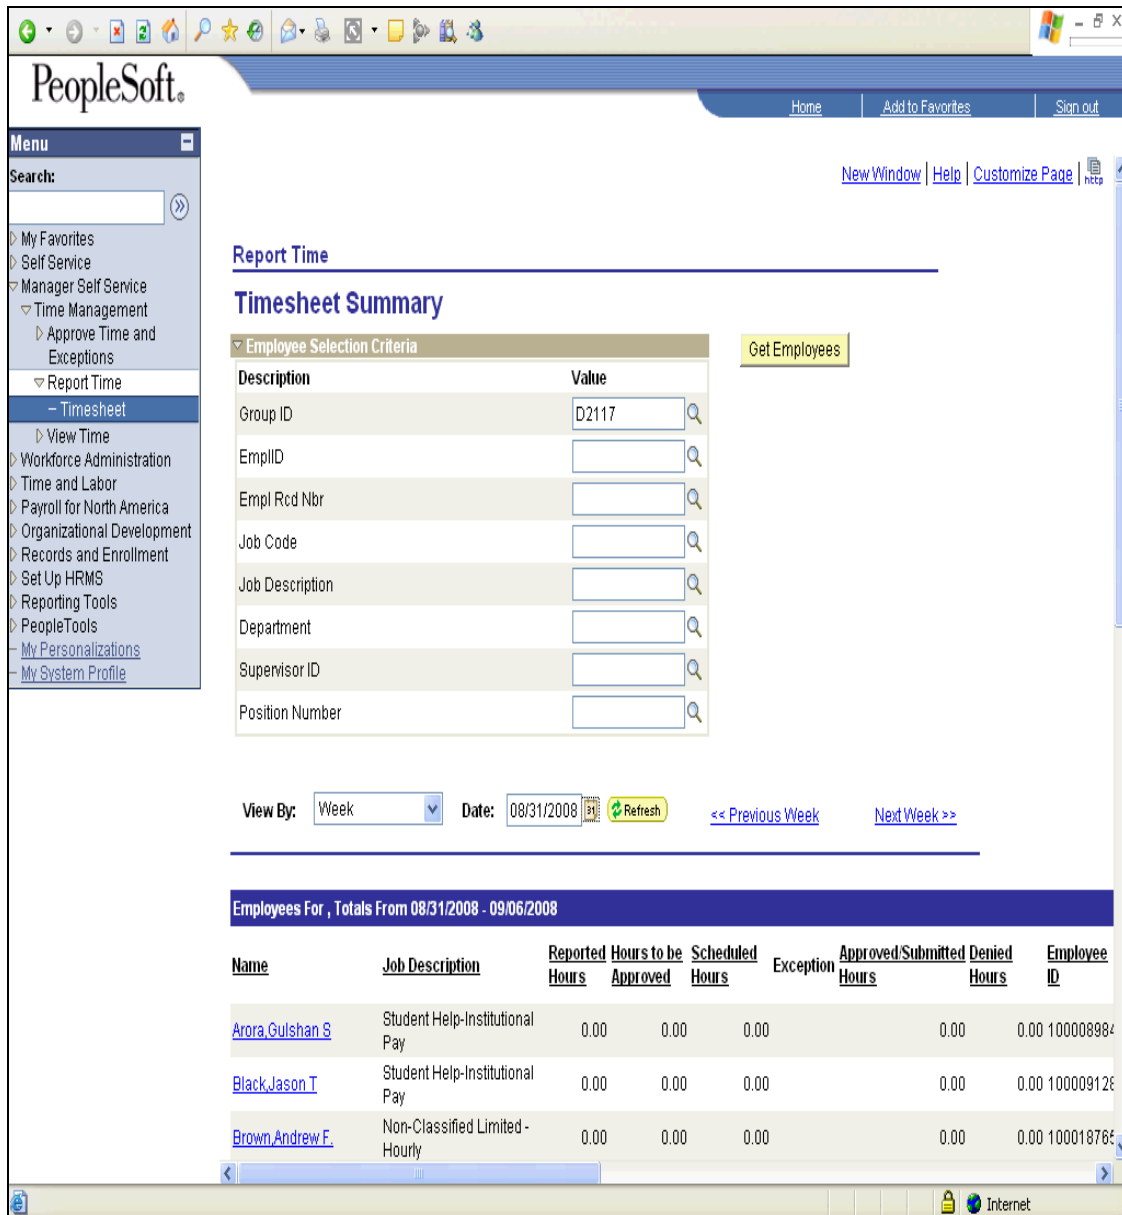 PeopleSoft®
Home
Add to Favorites
Sign out
Menu
Search:
My Favorites
Self Service
Manager Self Service
Time Management
Approve Time and
Exceptions
Report Time
– Timesheet
View Time
Workforce Administration
Time and Labor
Payroll for North America
Organizational Development
Records and Enrollment
Set Up HRMS
Reporting Tools
PeopleTools
– My Personalizations
– My System Profile
New Window | Help | Customize Page | http
Report Time
Timesheet Summary
Employee Selection Criteria
Get Employees
Description Value
Group ID D2117
EmplID
Empl Rcd Nbr
Job Code
Job Description
Department
Supervisor ID
Position Number
View By: Week Date: 08/31/2008 31 Refresh << Previous Week Next Week >>
Employees For , Totals From 08/31/2008 - 09/06/2008
Name Job Description Reported Hours Hours to be Approved Scheduled Hours Exception Approved/Submitted Hours Denied Hours Employee ID
Arora,Gulshan S Student Help-Institutional Pay 0.00 0.00 0.00 0.00 0.00 100008984
Black,Jason T Student Help-Institutional Pay 0.00 0.00 0.00 0.00 0.00 100009128
Brown,Andrew F. Non-Classified Limited - Hourly 0.00 0.00 0.00 0.00 0.00 100018765
Internet